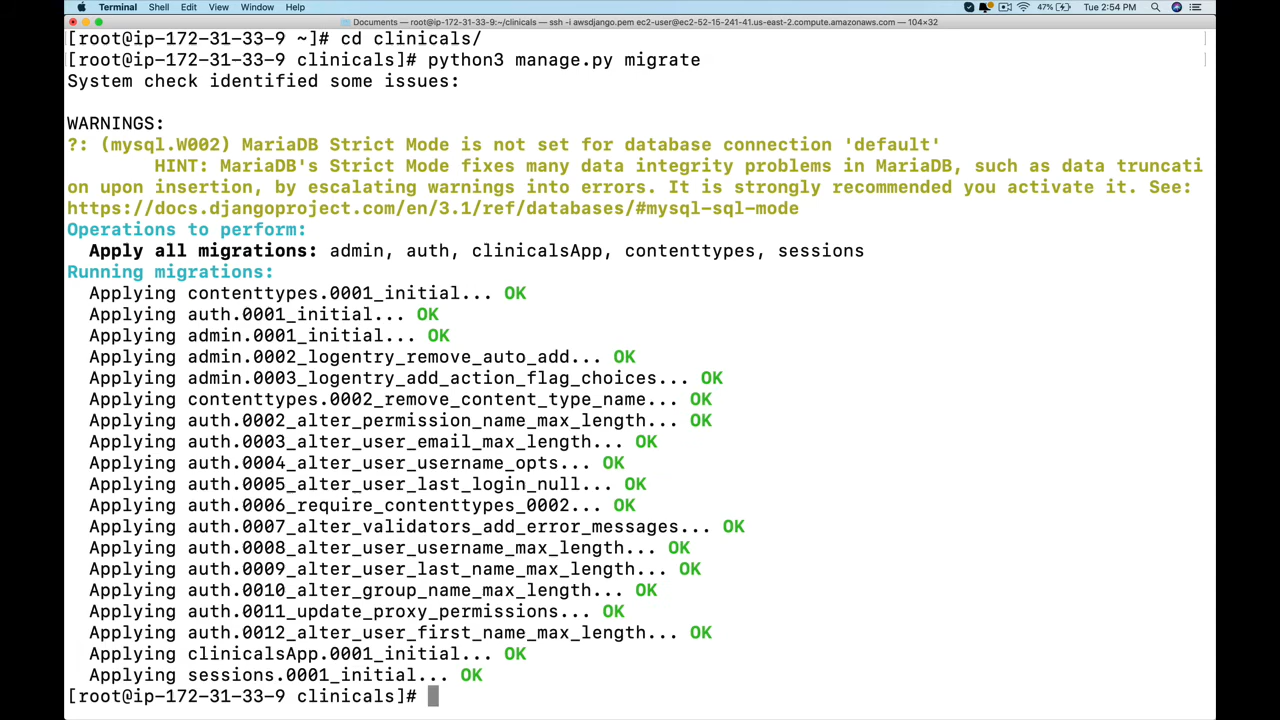 Terminal Shell Edit View Window Help 47% Tue 2:54 PM
Documents — root@ip-172-31-33-9:~/clinicals — ssh -i awsdjango.pem ec2-user@ec2-52-15-241-41.us-east-2.compute.amazonaws.com — 104×32
[root@ip-172-31-33-9 ~]# cd clinicals/
[root@ip-172-31-33-9 clinicals]# python3 manage.py migrate
System check identified some issues:
WARNINGS:
?: (mysql.W002) MariaDB Strict Mode is not set for database connection 'default'
HINT: MariaDB's Strict Mode fixes many data integrity problems in MariaDB, such as data truncati
on upon insertion, by escalating warnings into errors. It is strongly recommended you activate it. See:
https://docs.djangoproject.com/en/3.1/ref/databases/#mysql-sql-mode
Operations to perform:
Apply all migrations: admin, auth, clinicalsApp, contenttypes, sessions
Running migrations:
Applying contenttypes.0001_initial... OK
Applying auth.0001_initial... OK
Applying admin.0001_initial... OK
Applying admin.0002_logentry_remove_auto_add... OK
Applying admin.0003_logentry_add_action_flag_choices... OK
Applying contenttypes.0002_remove_content_type_name... OK
Applying auth.0002_alter_permission_name_max_length... OK
Applying auth.0003_alter_user_email_max_length... OK
Applying auth.0004_alter_user_username_opts... OK
Applying auth.0005_alter_user_last_login_null... OK
Applying auth.0006_require_contenttypes_0002... OK
Applying auth.0007_alter_validators_add_error_messages... OK
Applying auth.0008_alter_user_username_max_length... OK
Applying auth.0009_alter_user_last_name_max_length... OK
Applying auth.0010_alter_group_name_max_length... OK
Applying auth.0011_update_proxy_permissions... OK
Applying auth.0012_alter_user_first_name_max_length... OK
Applying clinicalsApp.0001_initial... OK
Applying sessions.0001_initial... OK
[root@ip-172-31-33-9 clinicals]#